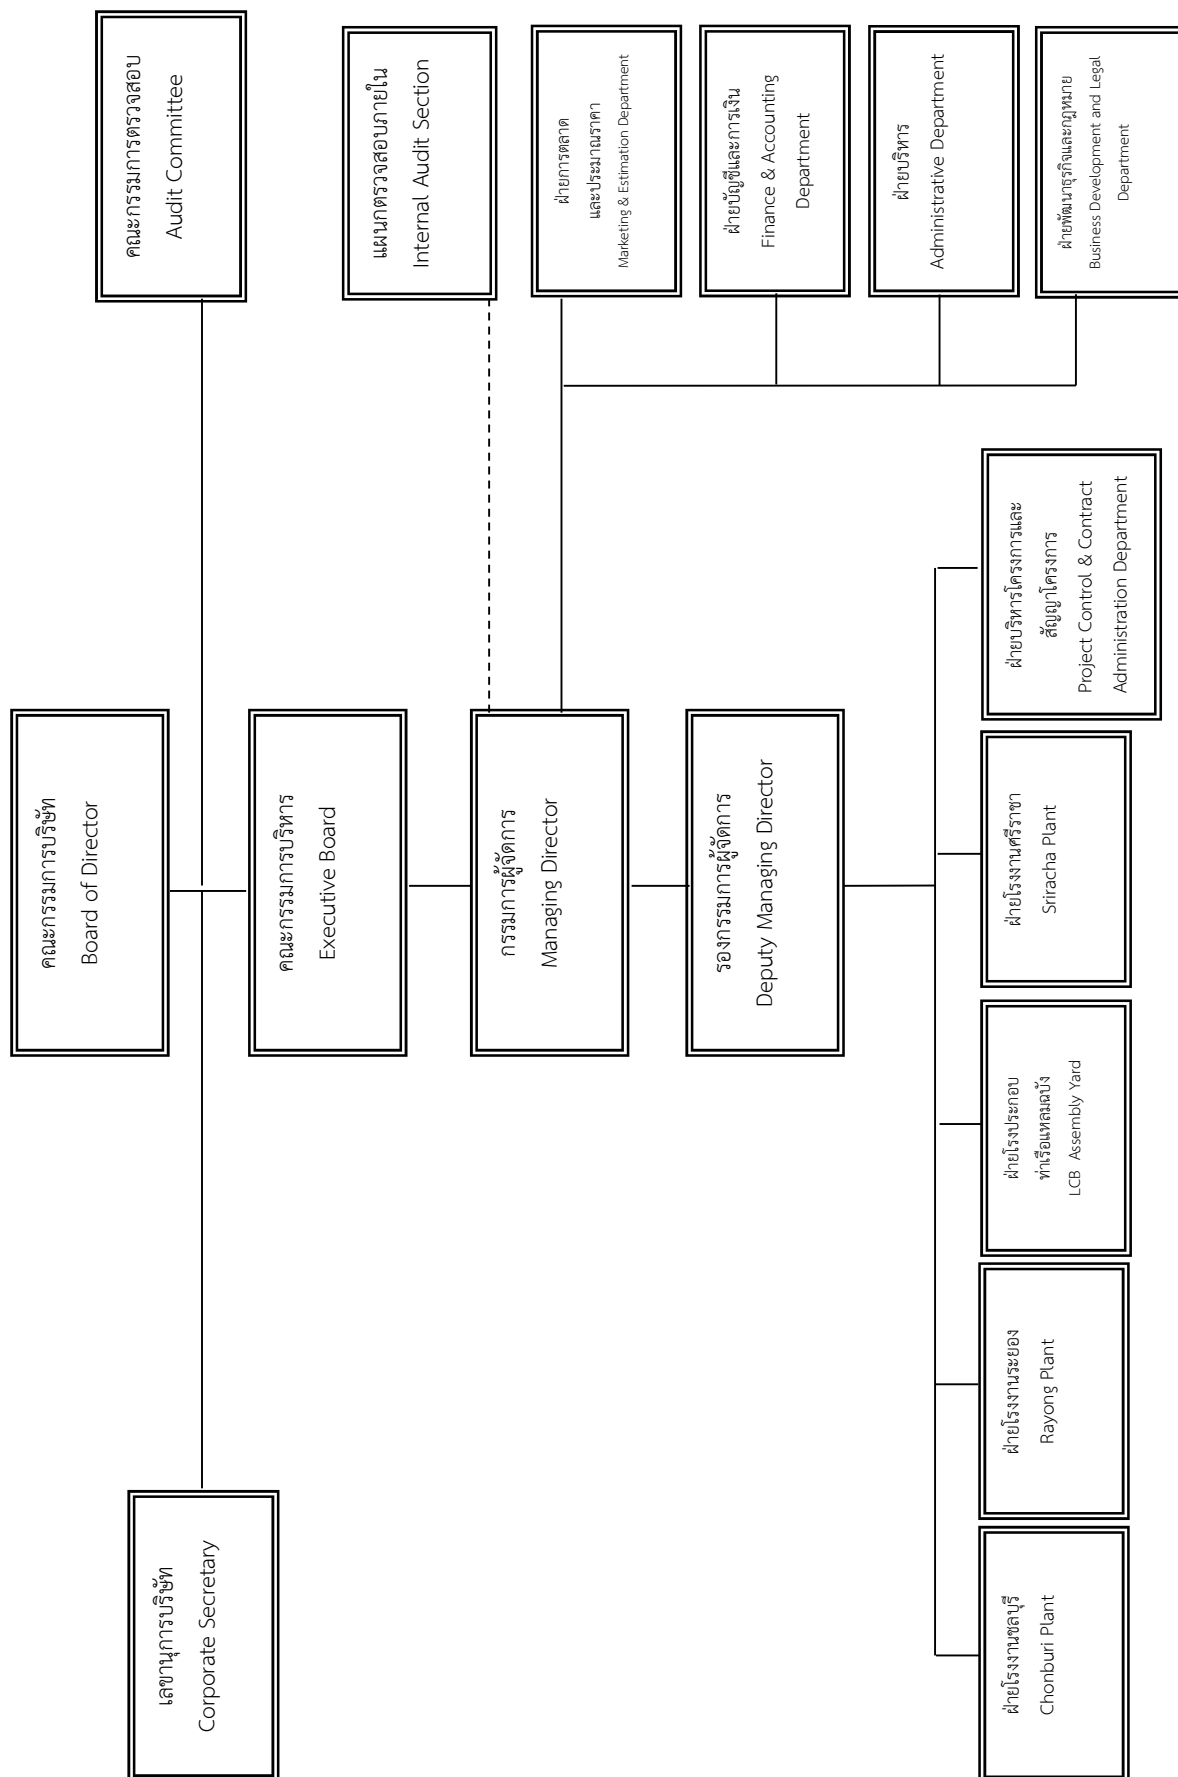 คณะกรรมการบริษัท
Board of Director
เลขานุการบริษัท
Corporate Secretary
คณะกรรมการตรวจสอบ
Audit Committee
คณะกรรมการบริหาร
Executive Board
แผนกตรวจสอบภายใน
Internal Audit Section
กรรมการผู้จัดการ
Managing Director
ฝ่ายการตลาด
และประมาณราคา
Marketing & Estimation Department
ฝ่ายบัญชีและการเงิน
Finance & Accounting
Department
ฝ่ายบริหาร
Administrative Department
ฝ่ายพัฒนาธุรกิจและกฎหมาย
Business Development and Legal
Department
รองกรรมการผู้จัดการ
Deputy Managing Director
ฝ่ายโรงงานชลบุรี
Chonburi Plant
ฝ่ายโรงงานระยอง
Rayong Plant
ฝ่ายโรงประกอบ
ท่าเรือแหลมฉบัง
LCB Assembly Yard
ฝ่ายโรงงานศรีราชา
Sriracha Plant
ฝ่ายบริหารโครงการและ
สัญญาโครงการ
Project Control & Contract
Administration Department